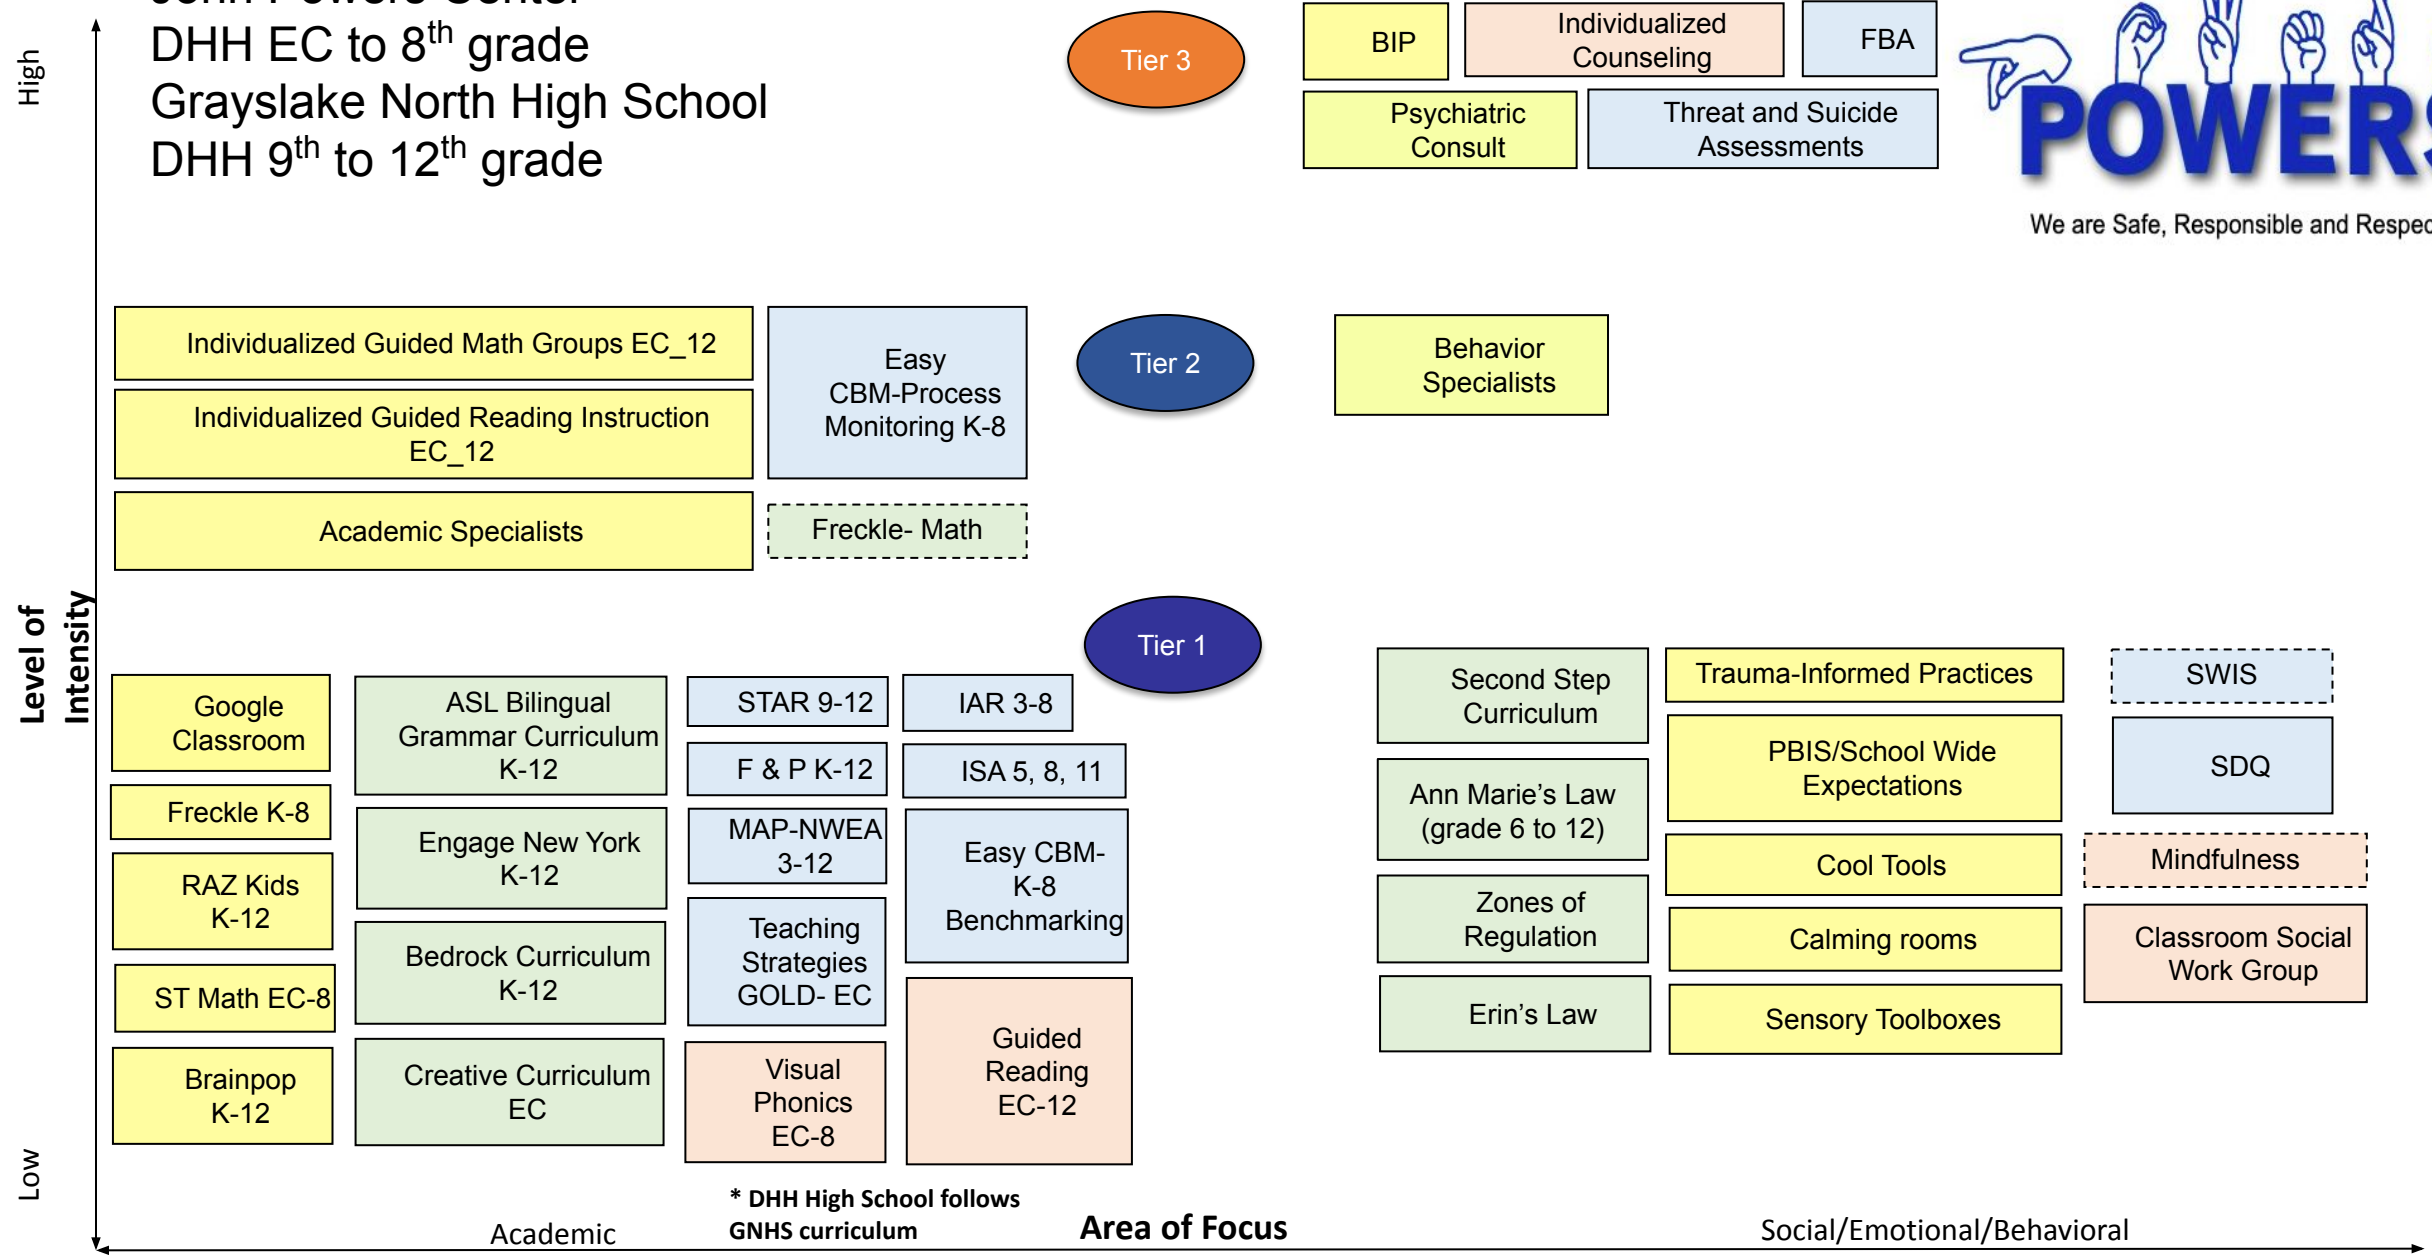 John Powers Center
DHH EC to 8th grade
Grayslake North High School
DHH 9th to 12th grade
High
Tier 3
BIP
Individualized
Counseling
FBA
Psychiatric
Consult
Threat and Suicide
Assessments
POWERS
We are Safe, Responsible and Respec
Individualized Guided Math Groups EC_12
Individualized Guided Reading Instruction
EC_12
Academic Specialists
Easy
CBM-Process
Monitoring K-8
Freckle- Math
Tier 2
Behavior
Specialists
Level of
Intensity
Tier 1
Google
Classroom
Freckle K-8
RAZ Kids
K-12
ST Math EC-8
Brainpop
K-12
ASL Bilingual
Grammar Curriculum
K-12
Engage New York
K-12
Bedrock Curriculum
K-12
Creative Curriculum
EC
STAR 9-12
F & P K-12
MAP-NWEA
3-12
Teaching
Strategies
GOLD- EC
Visual
Phonics
EC-8
IAR 3-8
ISA 5, 8, 11
Easy CBM-
K-8
Benchmarking
Guided
Reading
EC-12
Second Step
Curriculum
Ann Marie’s Law
(grade 6 to 12)
Zones of
Regulation
Erin’s Law
Trauma-Informed Practices
PBIS/School Wide
Expectations
Cool Tools
Calming rooms
Sensory Toolboxes
SWIS
SDQ
Mindfulness
Classroom Social
Work Group
Low
Academic
* DHH High School follows
GNHS curriculum
Area of Focus
Social/Emotional/Behavioral